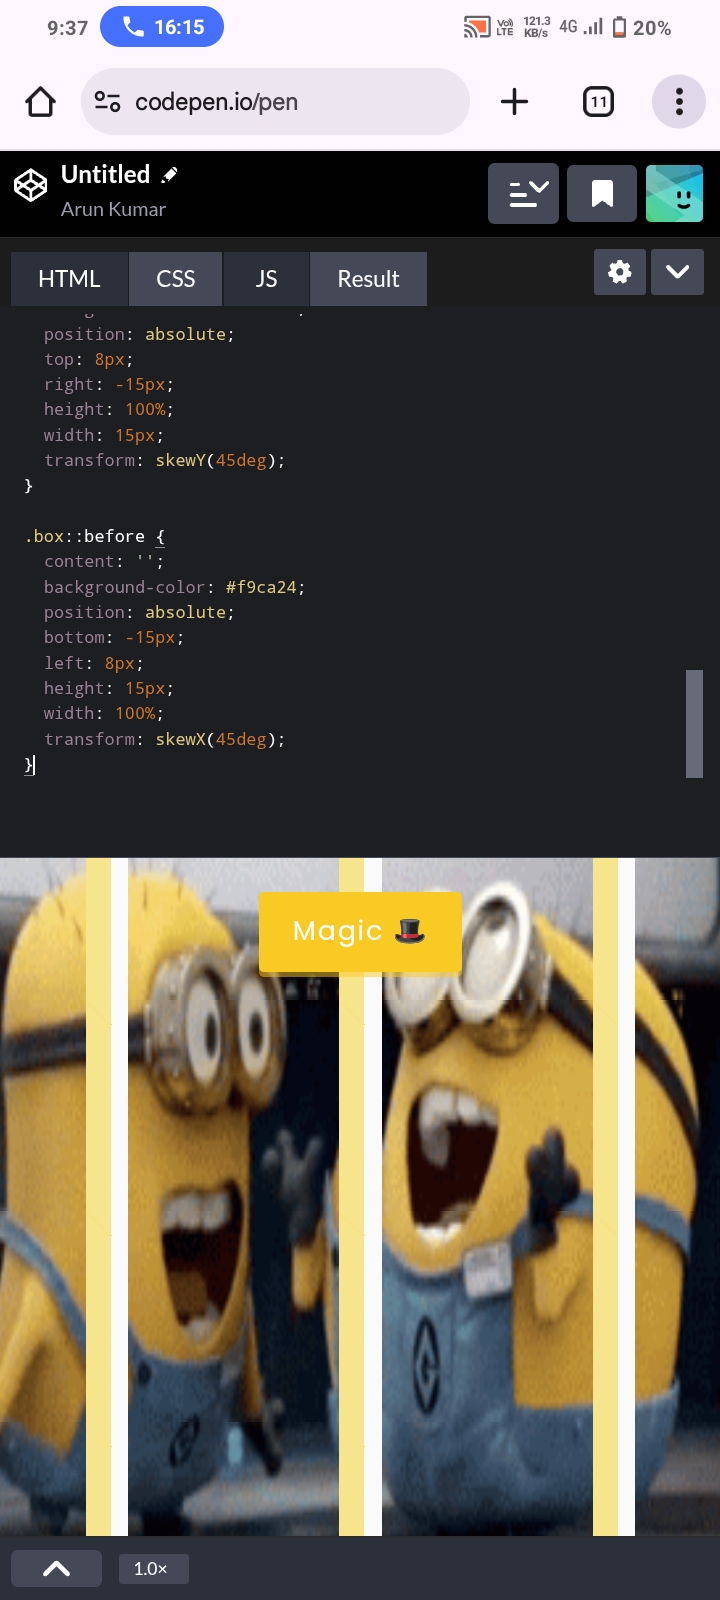 9:37 16:15 Vo) LTE 121.3 KB/s 4G 20%
codepen.io/pen 11
Untitled
Arun Kumar
HTML CSS JS Result
position: absolute;
top: 8px;
right: -15px;
height: 100%;
width: 15px;
transform: skewY(45deg);
}
.box::before {
content: '';
background-color: #f9ca24;
position: absolute;
bottom: -15px;
left: 8px;
height: 15px;
width: 100%;
transform: skewX(45deg);
}
Magic 🎩
1.0×